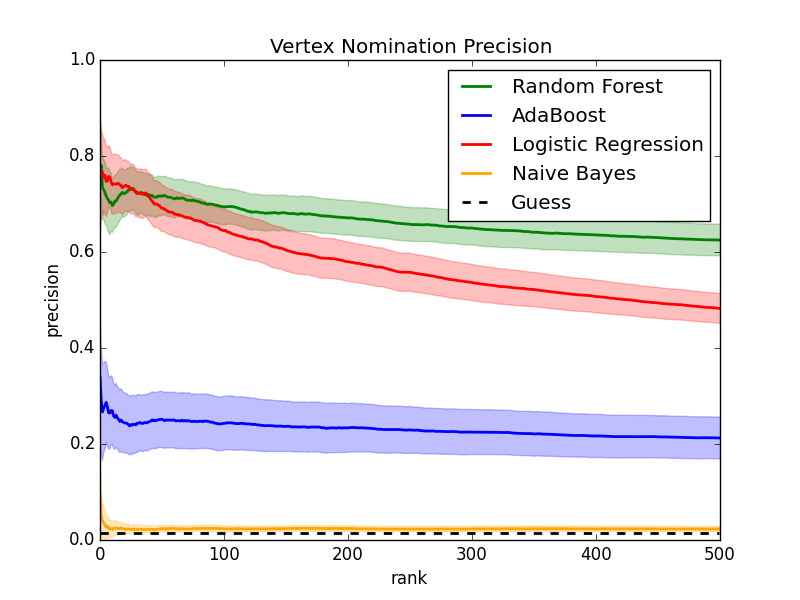 Vertex Nomination Precision
1.0
0.8
0.6
0.4
0.2
0.0
precision
Random Forest
AdaBoost
Logistic Regression
Naive Bayes
Guess
0 100 200 300 400 500
rank